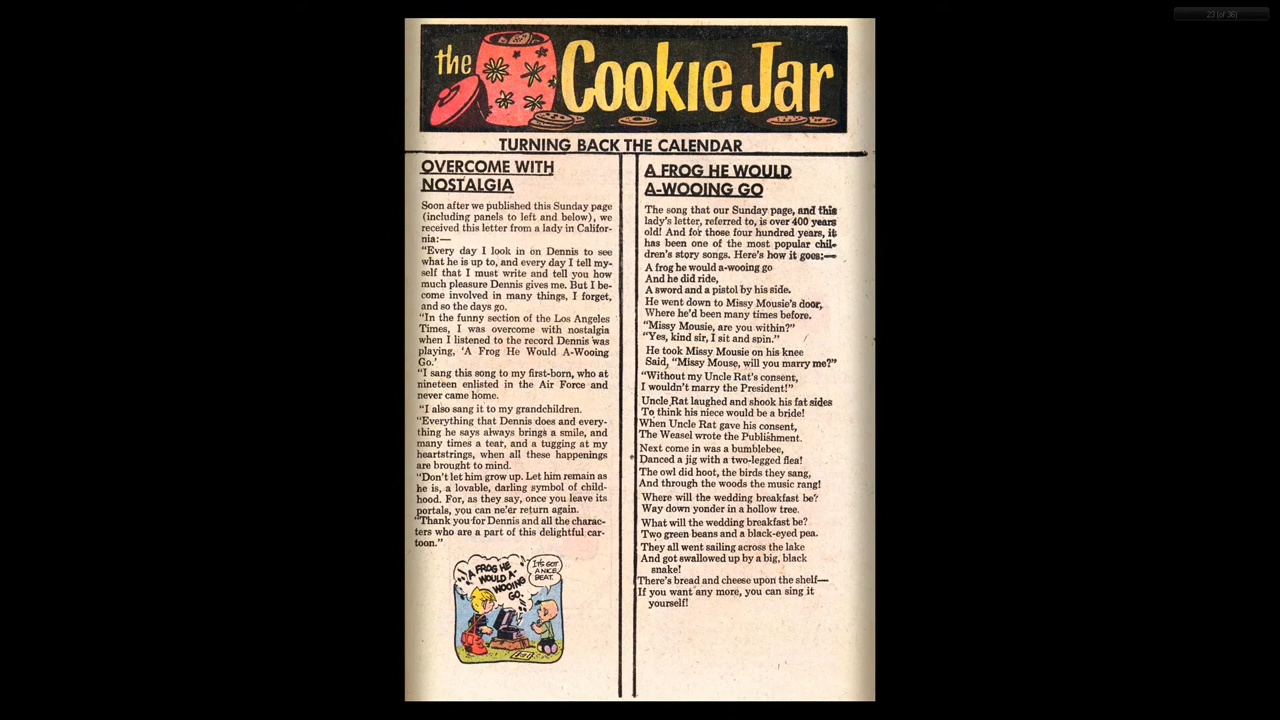 23 (of 36)
the Cookie Jar
TURNING BACK THE CALENDAR
OVERCOME WITH
NOSTALGIA
Soon after we published this Sunday page
(including panels to left and below), we
received this letter from a lady in Califor-
nia:—
"Every day I look in on Dennis to see
what he is up to, and every day I tell my-
self that I must write and tell you how
much pleasure Dennis gives me. But I be-
come involved in many things, I forget,
and so the days go.
"In the funny section of the Los Angeles
Times, I was overcome with nostalgia
when I listened to the record Dennis was
playing, 'A Frog He Would A-Wooing
Go.'
"I sang this song to my first-born, who at
nineteen enlisted in the Air Force and
never came home.
"I also sang it to my grandchildren.
"Everything that Dennis does and every-
thing he says always brings a smile, and
many times a tear, and a tugging at my
heartstrings, when all these happenings
are brought to mind.
"Don't let him grow up. Let him remain as
he is, a lovable, darling symbol of child-
hood. For, as they say, once you leave its
portals, you can ne'er return again.
"Thank you for Dennis and all the charac-
ters who are a part of this delightful car-
toon."
A FROG HE
WOULD A-
WOOING
GO.
IT'S GOT
A NICE
BEAT.
A FROG HE WOULD
A-WOOING GO
The song that our Sunday page, and this
lady's letter, referred to, is over 400 years
old! And for those four hundred years, it
has been one of the most popular chil-
dren's story songs. Here's how it goes:—
A frog he would a-wooing go
And he did ride,
A sword and a pistol by his side.
He went down to Missy Mousie's door,
Where he'd been many times before.
"Missy Mousie, are you within?"
"Yes, kind sir, I sit and spin."
He took Missy Mousie on his knee
Said, "Missy Mouse, will you marry me?"
"Without my Uncle Rat's consent,
I wouldn't marry the President!"
Uncle Rat laughed and shook his fat sides
To think his niece would be a bride!
When Uncle Rat gave his consent,
The Weasel wrote the Publishment.
Next come in was a bumblebee,
Danced a jig with a two-legged flea!
The owl did hoot, the birds they sang,
And through the woods the music rang!
Where will the wedding breakfast be?
Way down yonder in a hollow tree.
What will the wedding breakfast be?
Two green beans and a black-eyed pea.
They all went sailing across the lake
And got swallowed up by a big, black
snake!
There's bread and cheese upon the shelf—
If you want any more, you can sing it
yourself!